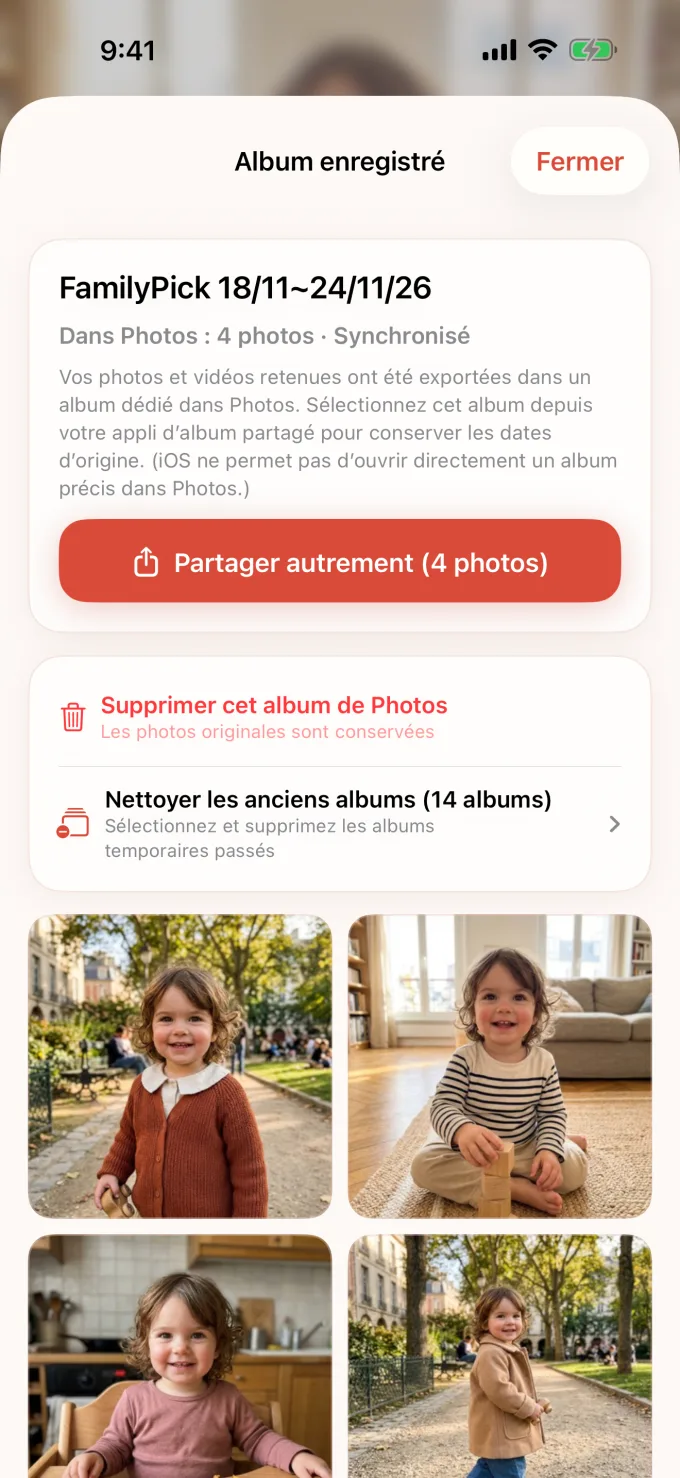 9:41
Album enregistré
Fermer
FamilyPick 18/11~24/11/26
Dans Photos : 4 photos · Synchronisé
Vos photos et vidéos retenues ont été exportées dans un
album dédié dans Photos. Sélectionnez cet album depuis
votre appli d’album partagé pour conserver les dates
d’origine. (iOS ne permet pas d’ouvrir directement un album
précis dans Photos.)
Partager autrement (4 photos)
Supprimer cet album de Photos
Les photos originales sont conservées
Nettoyer les anciens albums (14 albums)
Sélectionnez et supprimez les albums
temporaires passés